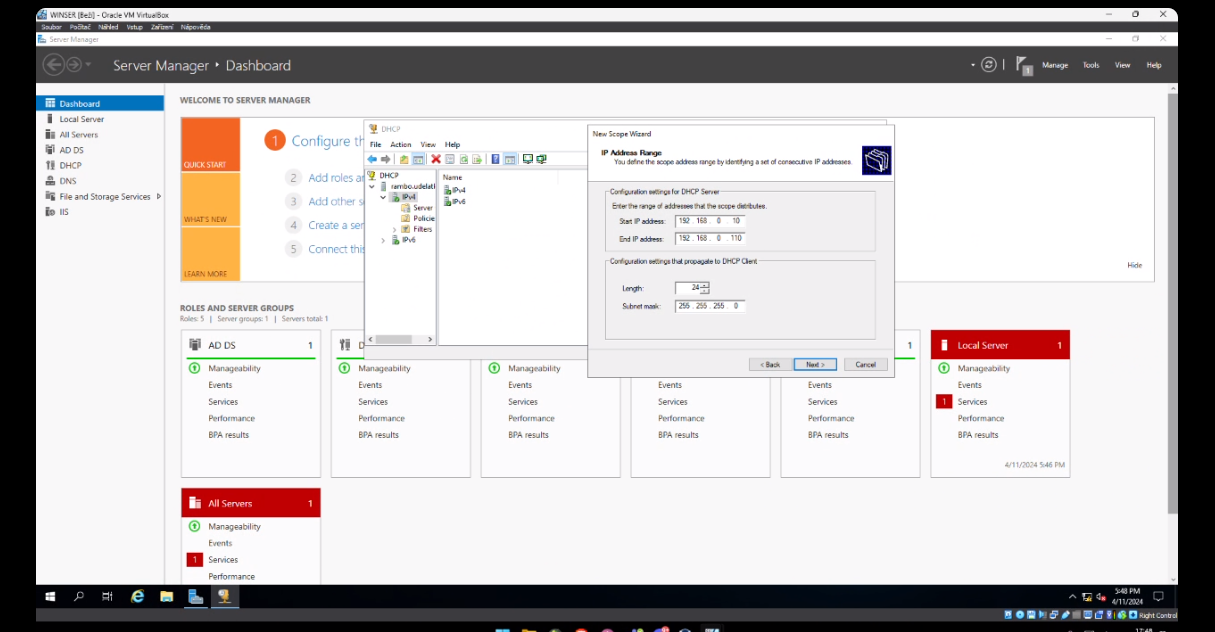 WINSER [Beží] - Oracle VM VirtualBox
Soubor Počítač Náhled Vstup Zařízení Nápověda
Server Manager
Server Manager • Dashboard
1 Manage Tools View Help
Dashboard
Local Server
All Servers
AD DS
DHCP
DNS
File and Storage Services
IIS
WELCOME TO SERVER MANAGER
QUICK START
WHAT'S NEW
LEARN MORE
1 Configure th
2 Add roles ar
3 Add other s
4 Create a ser
5 Connect this
Hide
DHCP
File Action View Help
DHCP
rambo.udelatl
IPv4
Server
Policie
Filters
IPv6
Name
IPv4
IPv6
New Scope Wizard
IP Address Range
You define the scope address range by identifying a set of consecutive IP addresses.
Configuration settings for DHCP Server
Enter the range of addresses that the scope distributes.
Start IP address: 192 . 168 . 0 . 10
End IP address: 192 . 168 . 0 . 110
Configuration settings that propagate to DHCP Client
Length: 24
Subnet mask: 255 . 255 . 255 . 0
< Back Next > Cancel
ROLES AND SERVER GROUPS
Roles: 5 | Server groups: 1 | Servers total: 1
AD DS 1
Manageability
Events
Services
Performance
BPA results
D
Manageability
Events
Services
Performance
BPA results
Manageability
Events
Services
Performance
BPA results
Events
Services
Performance
BPA results
1
Events
Services
Performance
BPA results
Local Server 1
Manageability
Events
1 Services
Performance
BPA results
4/11/2024 5:46 PM
All Servers 1
Manageability
Events
1 Services
Performance
5:48 PM
4/11/2024
Right Control
17:48